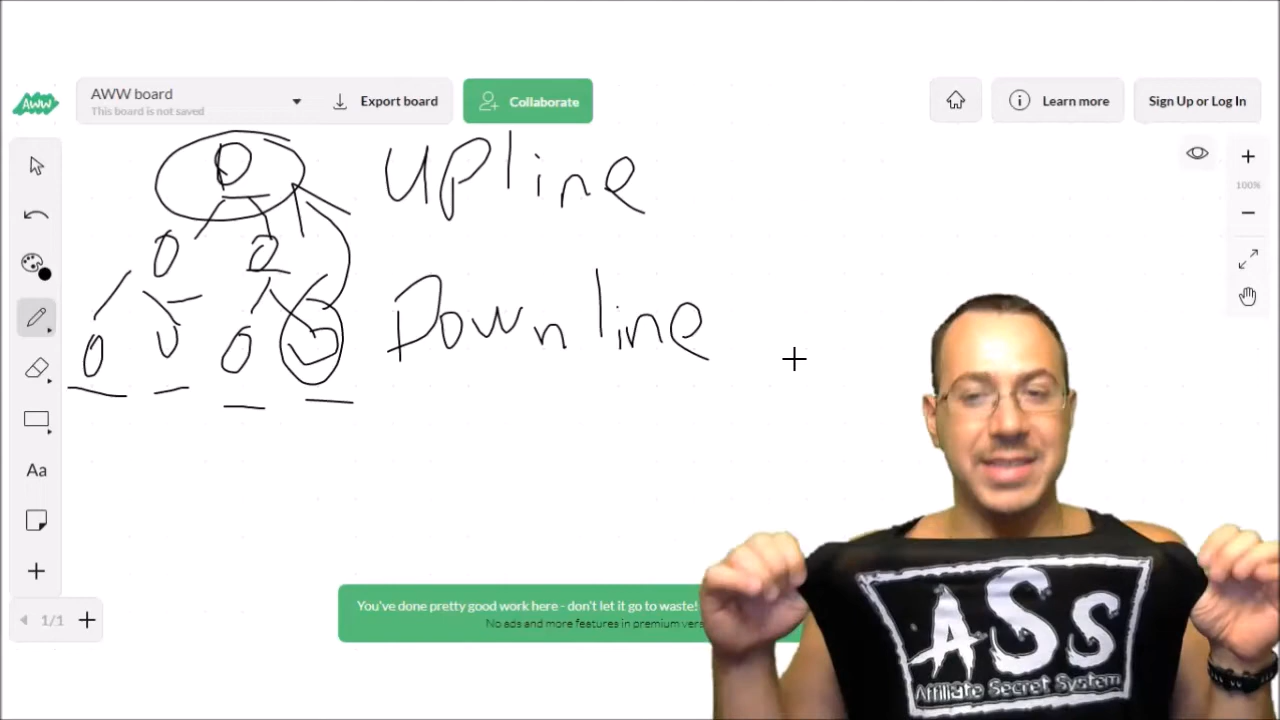 AWW
AWW board
This board is not saved
Export board
Collaborate
Learn more
Sign Up or Log In
100%
Upline
Downline
Aa
1/1
You've done pretty good work here - don't let it go to waste!
No ads and more features in premium
ASS
Affiliate Secret System